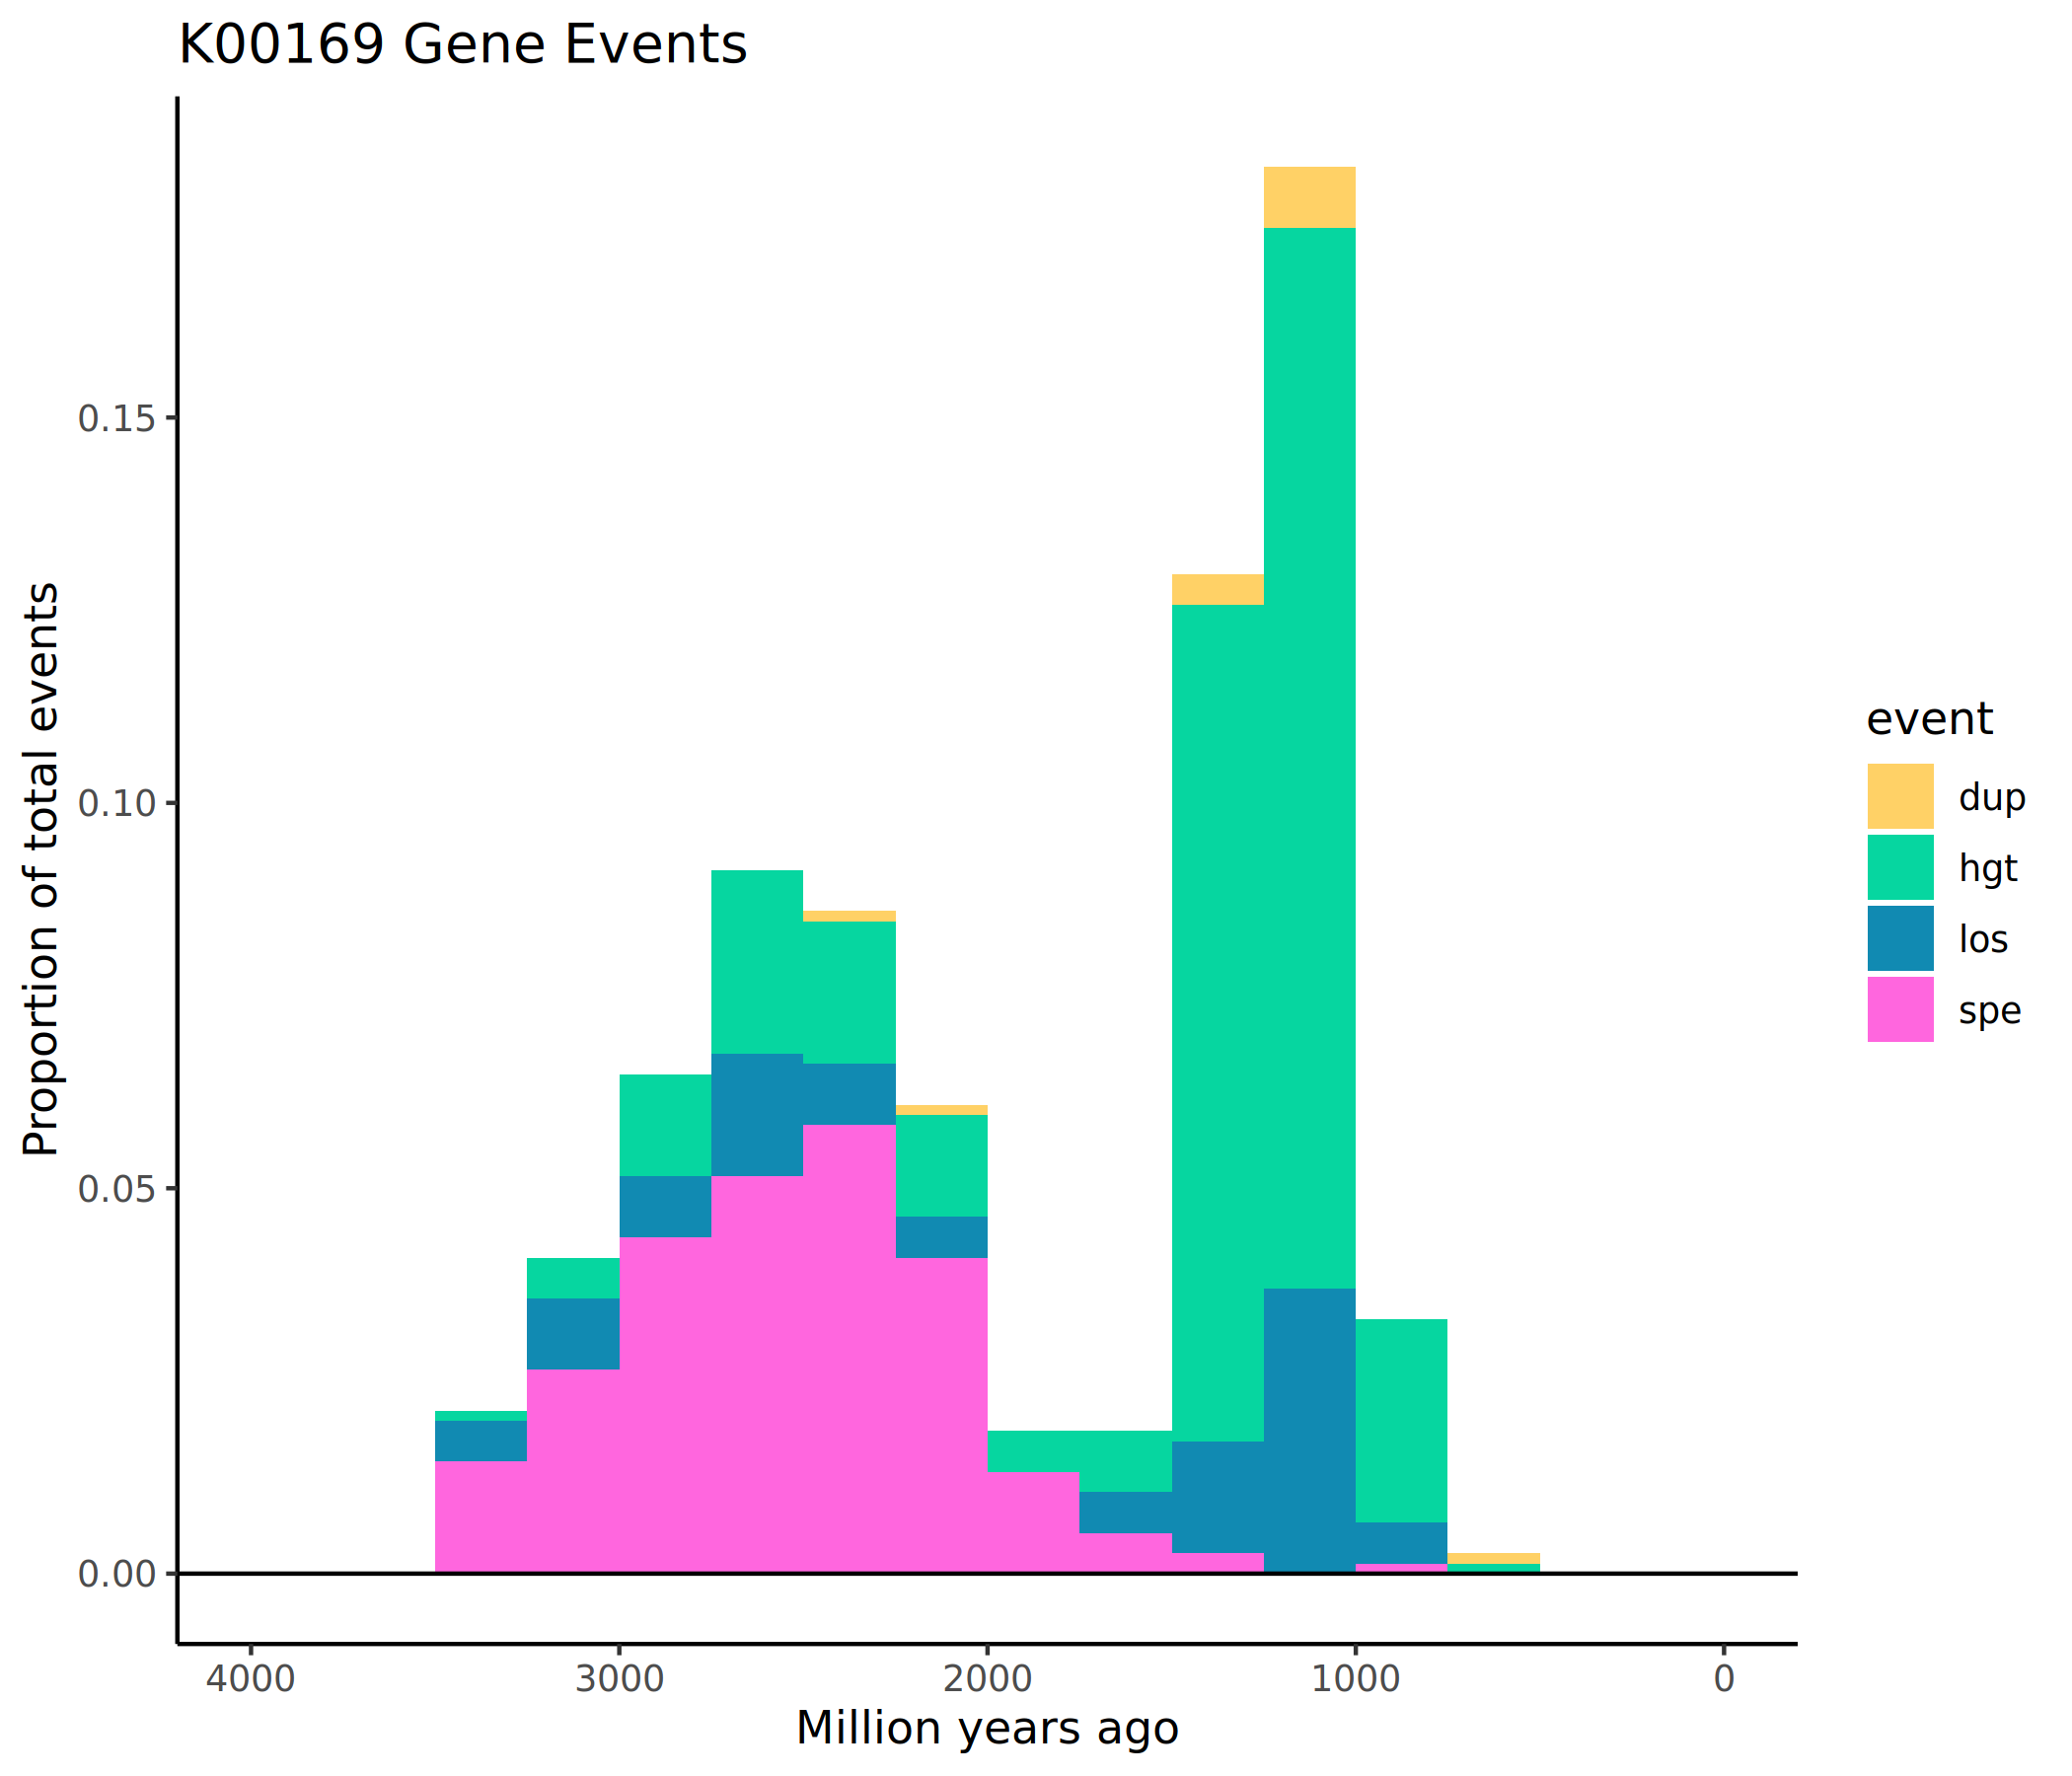 K00169 Gene Events
Proportion of total events
0.15
0.10
0.05
0.00
4000 3000 2000 1000 0
Million years ago
event
dup
hgt
los
spe